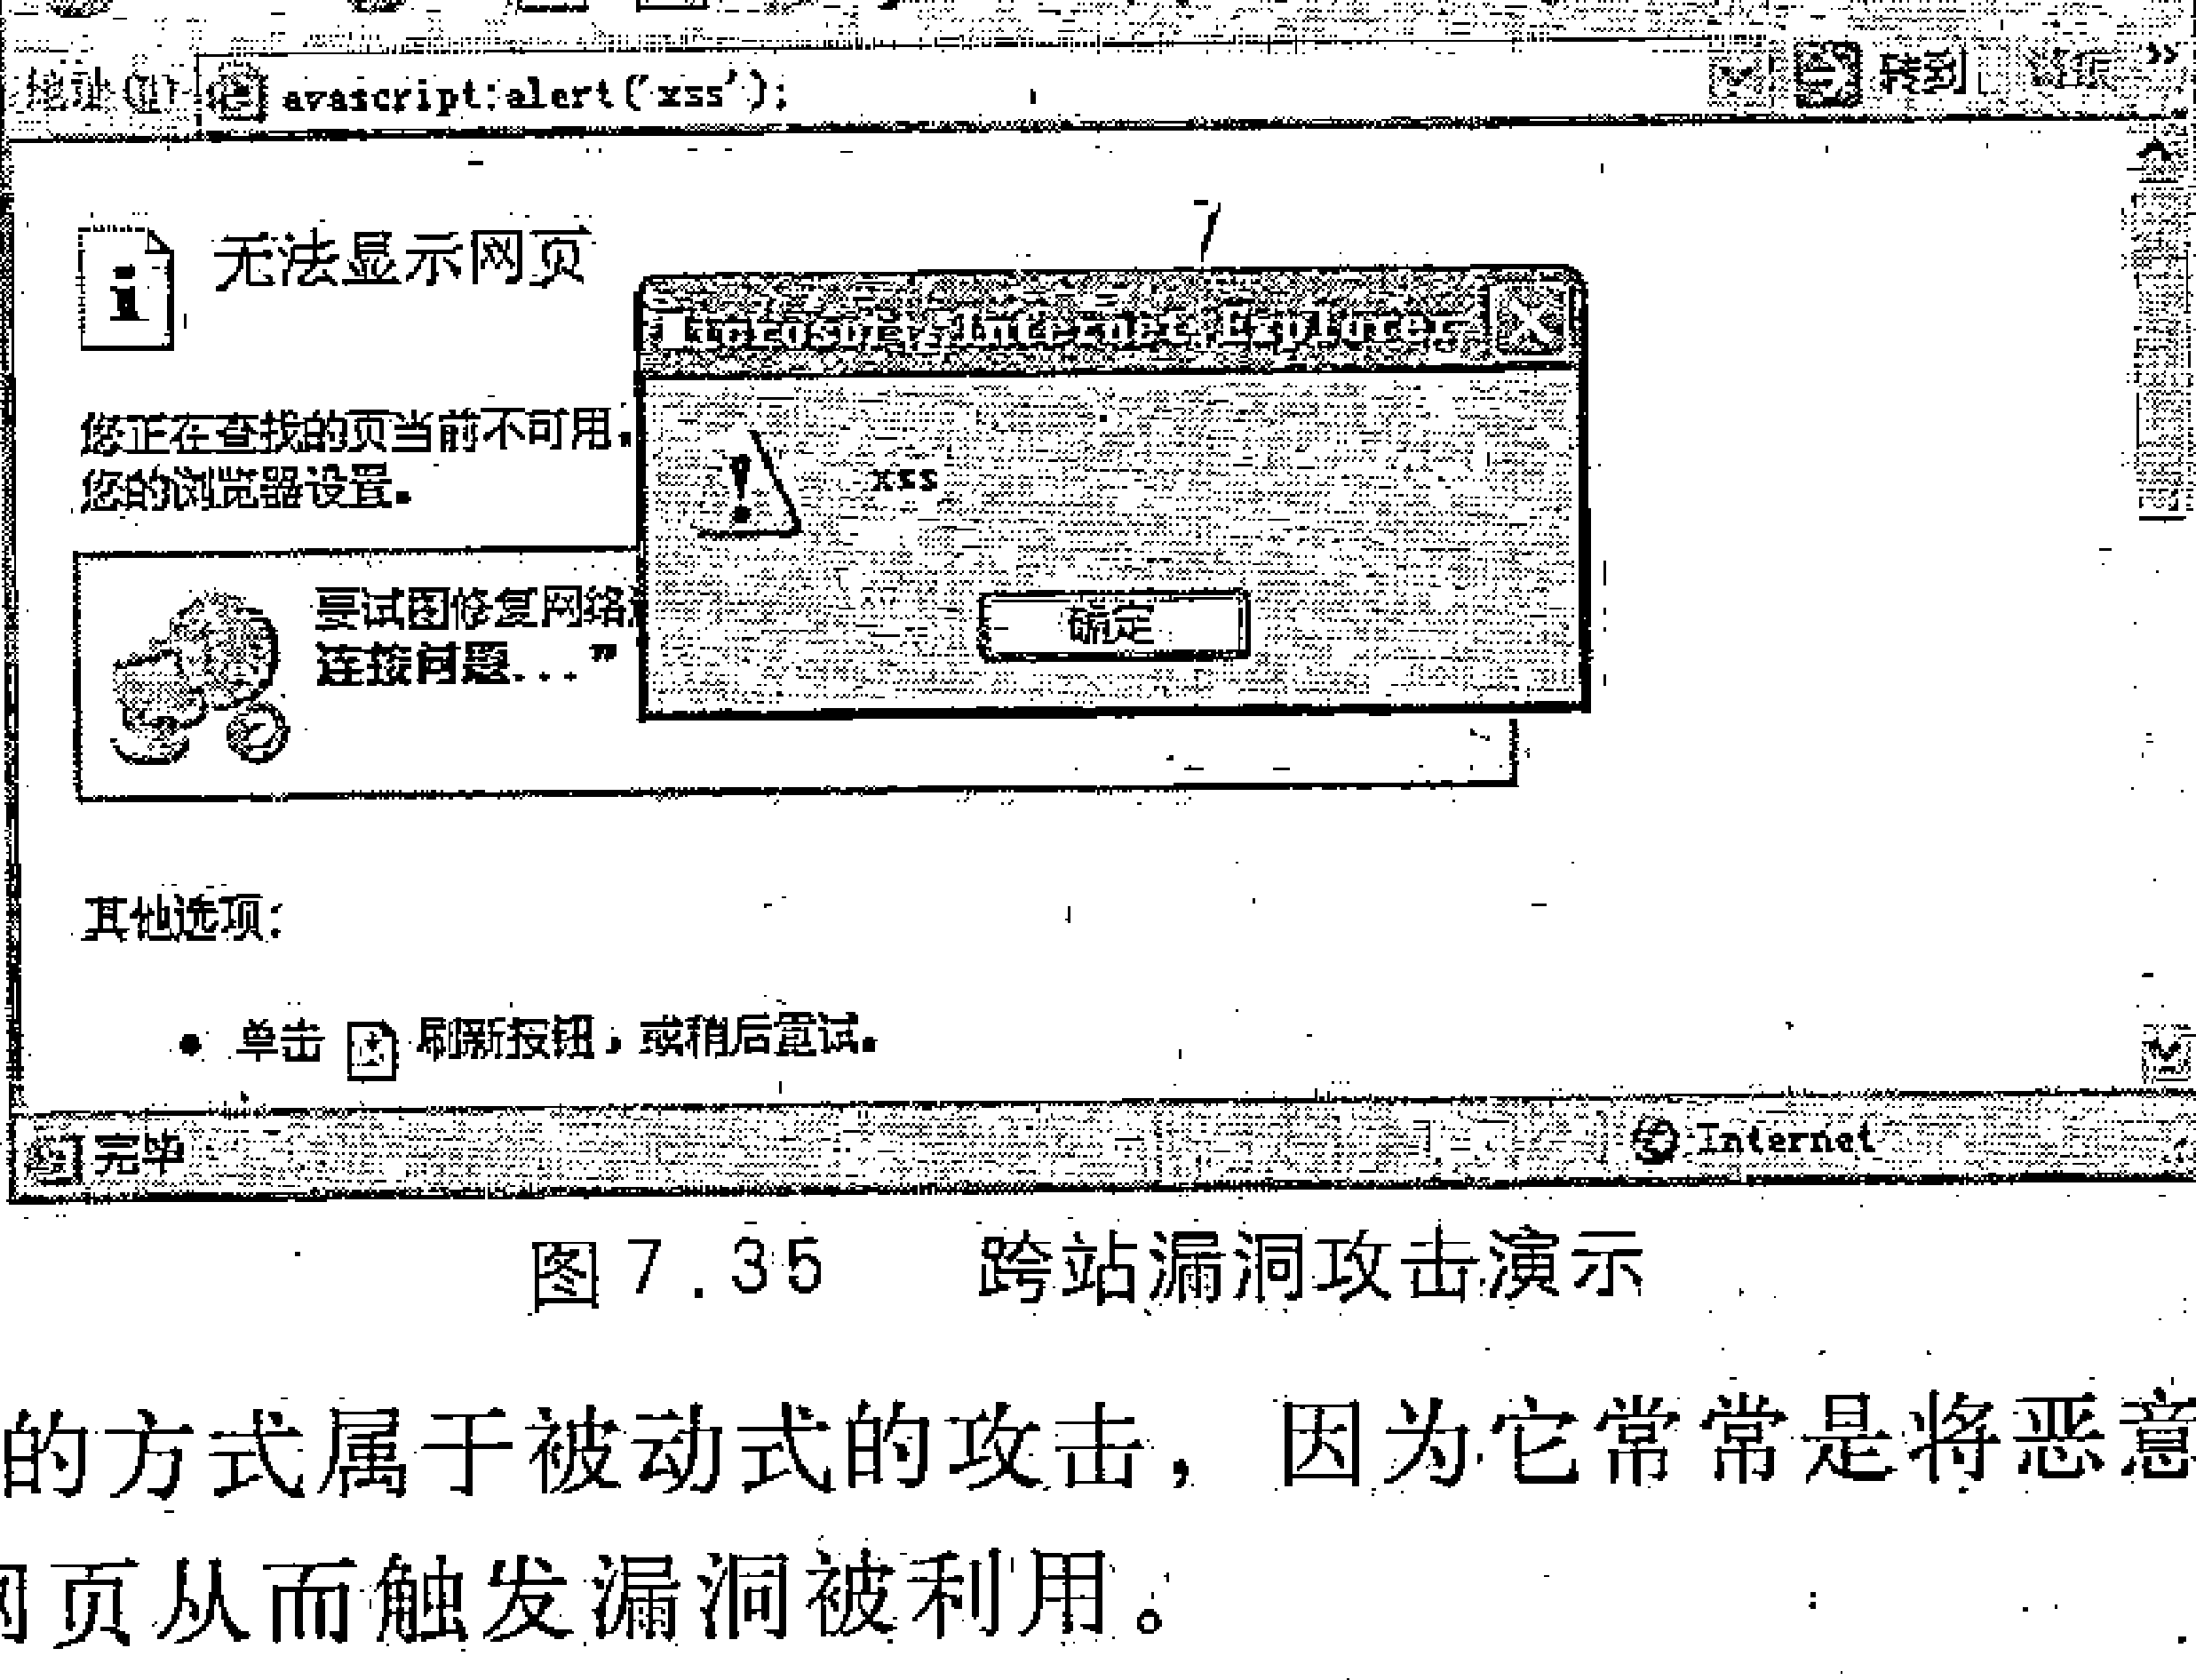 地址(D) avascript:alert('xss'); 转到 链接 »
无法显示网页
Microsoft Internet Explorer
您正在查找的页当前不可用。
您的浏览器设置。
xss
要试图修复网络
连接问题..."
确定
其他选项:
• 单击 刷新按钮，或稍后重试。
完毕 Internet
图7.35 跨站漏洞攻击演示
的方式属于被动式的攻击，因为它常常是将恶意
网页从而触发漏洞被利用。